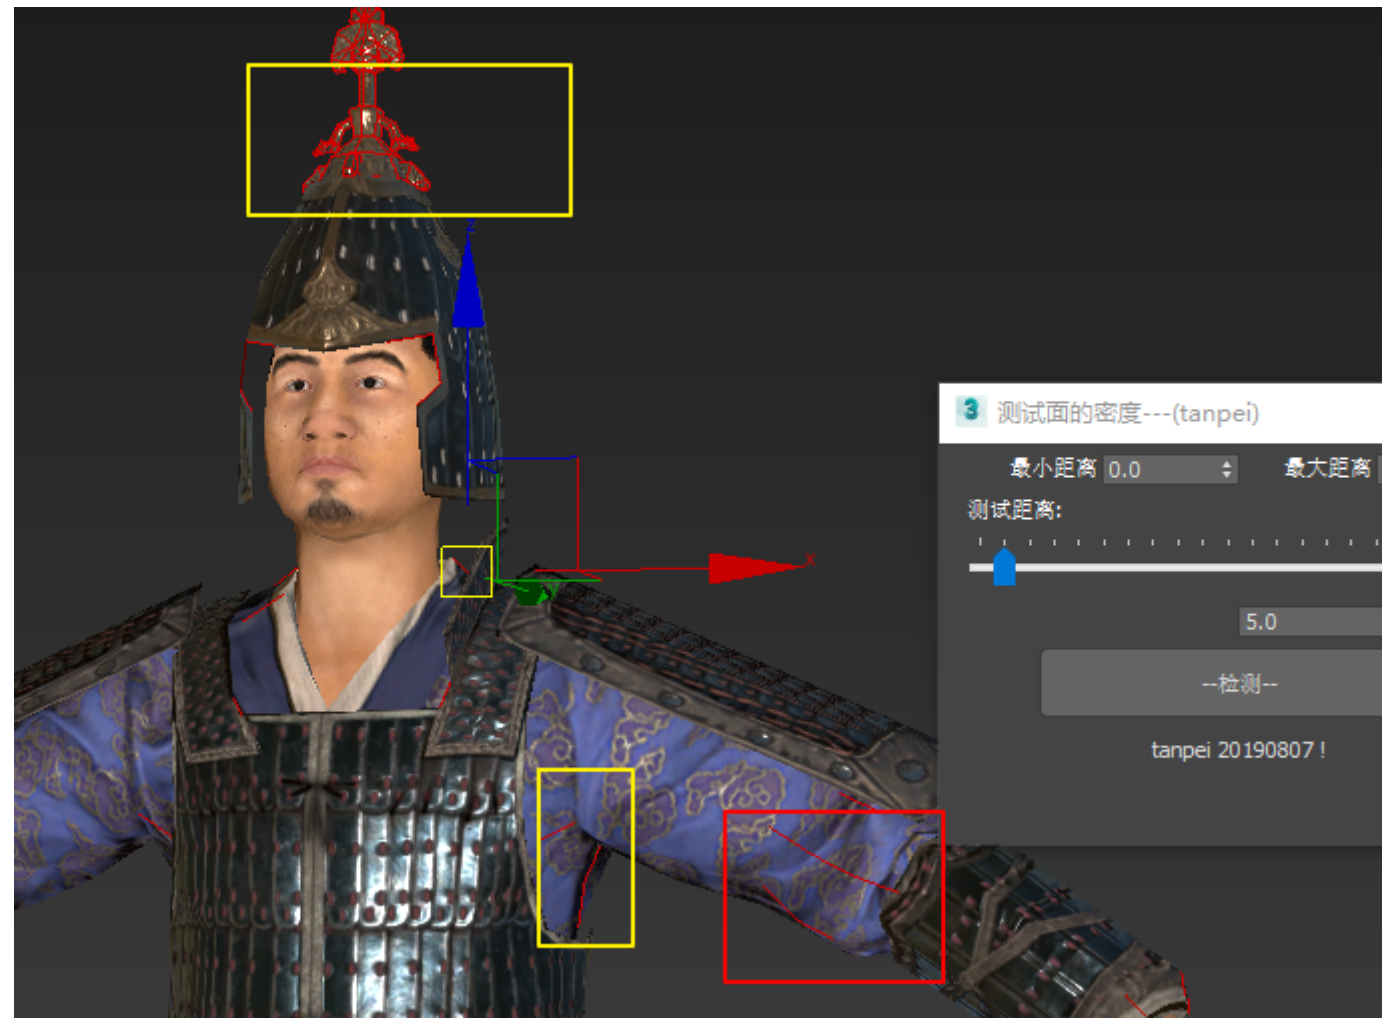 z
3 测试面的密度---(tanpei)
最小距离 0.0 最大距离
测试距离:
x
5.0
--检测--
tanpei 20190807 !